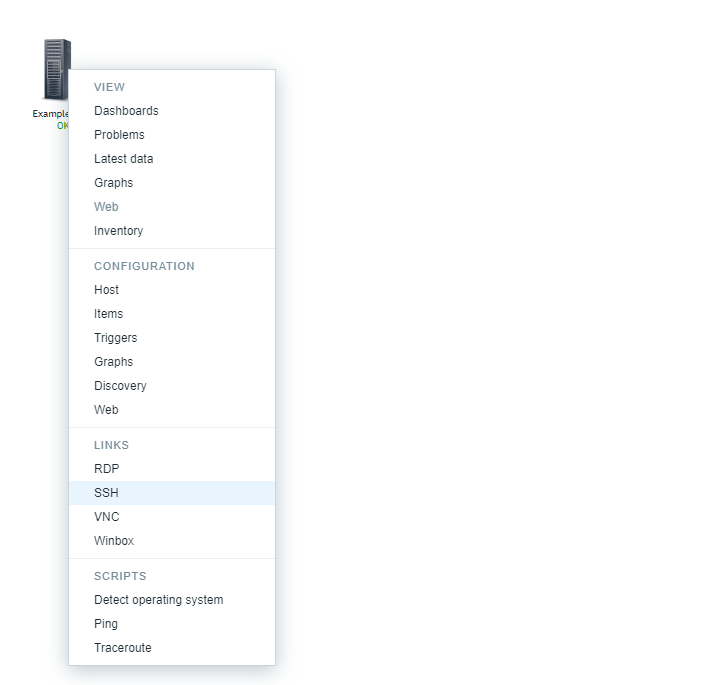 Example
OK
VIEW
Dashboards
Problems
Latest data
Graphs
Web
Inventory
CONFIGURATION
Host
Items
Triggers
Graphs
Discovery
Web
LINKS
RDP
SSH
VNC
Winbox
SCRIPTS
Detect operating system
Ping
Traceroute